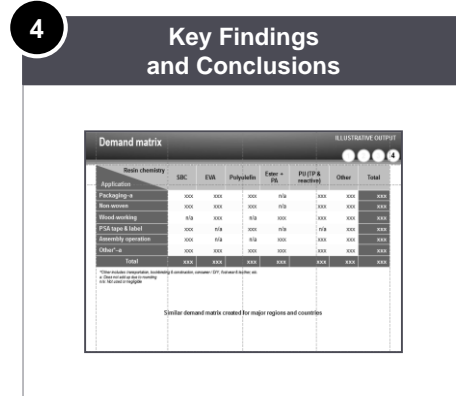 4
Key Findings
and Conclusions
Demand matrix
ILLUSTRATIVE OUTPUT
4
Resin chemistry
Application
SBC EVA Polyolefin Ester + PA PU (TP & reactive) Other Total
Packaging-a xxx xxx xxx n/a xxx xxx xxx
Non-woven xxx xxx xxx n/a xxx xxx xxx
Wood-working n/a xxx n/a xxx xxx xxx xxx
PSA tape & label xxx n/a xxx n/a n/a xxx xxx
Assembly operation xxx n/a n/a xxx xxx xxx xxx
Other*-a xxx xxx xxx xxx xxx xxx xxx
Total xxx xxx xxx xxx xxx xxx xxx
Similar demand matrix created for major regions and countries